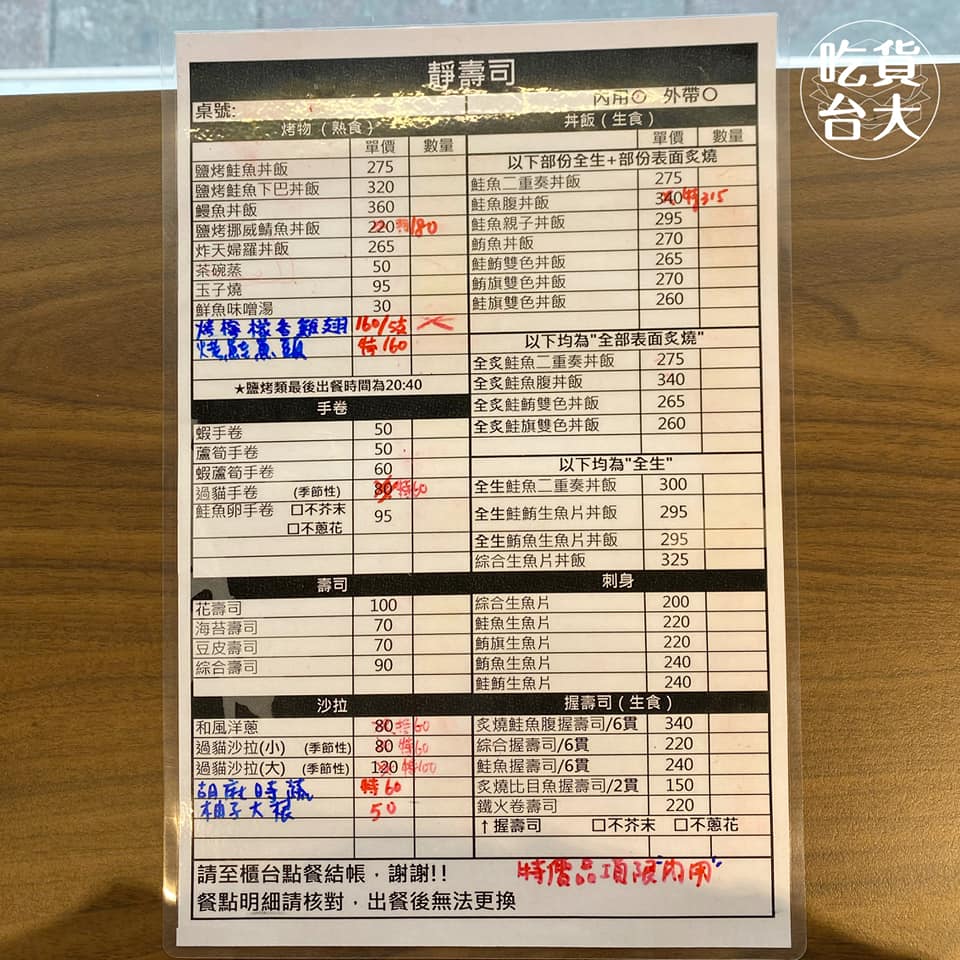 吃貨
台大
靜壽司
桌號:
內用○ 外帶○
烤物（熟食）
單價 數量
鹽烤鮭魚丼飯 275
鹽烤鮭魚下巴丼飯 320
鰻魚丼飯 360
鹽烤挪威鯖魚丼飯 220 特180
炸天婦羅丼飯 265
茶碗蒸 50
玉子燒 95
鮮魚味噌湯 30
烤檸檬香雞翅 160/5支
烤鮭魚頭 特160
★鹽烤類最後出餐時間為20:40
手卷
蝦手卷 50
蘆筍手卷 50
蝦蘆筍手卷 60
過貓手卷 (季節性) 80 特60
鮭魚卵手卷 □不芥末 95
□不蔥花
壽司
花壽司 100
海苔壽司 70
豆皮壽司 70
綜合壽司 90
沙拉
和風洋蔥 80 特60
過貓沙拉(小) (季節性) 80 特60
過貓沙拉(大) (季節性) 120 特100
胡麻時蔬 特60
柚子大根 50
丼飯（生食）
單價 數量
以下部份全生+部份表面炙燒
鮭魚二重奏丼飯 275
鮭魚腹丼飯 340 特315
鮭魚親子丼飯 295
鮪魚丼飯 270
鮭鮪雙色丼飯 265
鮪旗雙色丼飯 270
鮭旗雙色丼飯 260
以下均為"全部表面炙燒"
全炙鮭魚二重奏丼飯 275
全炙鮭魚腹丼飯 340
全炙鮭鮪雙色丼飯 265
全炙鮭旗雙色丼飯 260
以下均為"全生"
全生鮭魚二重奏丼飯 300
全生鮭鮪生魚片丼飯 295
全生鮪魚生魚片丼飯 295
綜合生魚片丼飯 325
刺身
綜合生魚片 200
鮭魚生魚片 220
鮪旗生魚片 220
鮪魚生魚片 240
鮭鮪生魚片 240
握壽司（生食）
炙燒鮭魚腹握壽司/6貫 340
綜合握壽司/6貫 220
鮭魚握壽司/6貫 240
炙燒比目魚握壽司/2貫 150
鐵火卷壽司 220
↑握壽司 □不芥末 □不蔥花
請至櫃台點餐結帳，謝謝!!
餐點明細請核對，出餐後無法更換
特價品項限"內用"